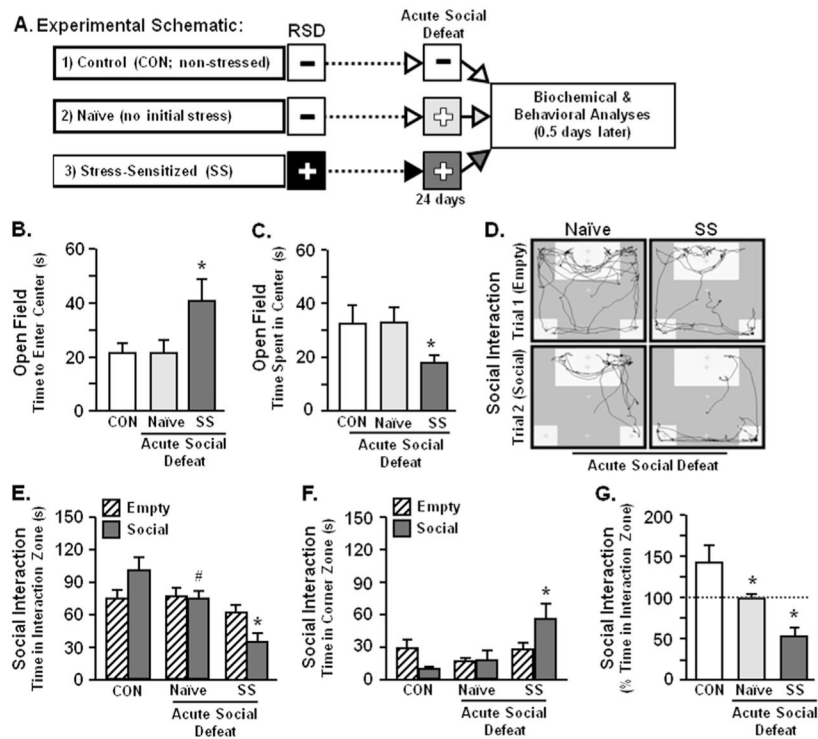 A. Experimental Schematic:
RSD
Acute Social
Defeat
1) Control (CON; non-stressed)
2) Naïve (no initial stress)
3) Stress-Sensitized (SS)
24 days
Biochemical &
Behavioral Analyses
(0.5 days later)
B.
Open Field
Time to Enter Center (s)
60
40
20
0
*
CON
Naïve
SS
Acute Social
Defeat
C.
Open Field
Time Spent in Center (s)
60
40
20
0
*
CON
Naïve
SS
Acute Social
Defeat
D.
Naïve
SS
Social Interaction
Trial 1 (Empty)
Trial 2 (Social)
Acute Social Defeat
E.
Empty
Social
Social Interaction
Time in Interaction Zone (s)
150
120
90
60
30
0
#
*
CON
Naïve
SS
Acute Social
Defeat
F.
Empty
Social
Social Interaction
Time in Corner Zone (s)
150
120
90
60
30
0
*
CON
Naïve
SS
Acute Social
Defeat
G.
Social Interaction
(% Time in Interaction Zone)
200
150
100
50
0
*
*
CON
Naïve
SS
Acute Social
Defeat